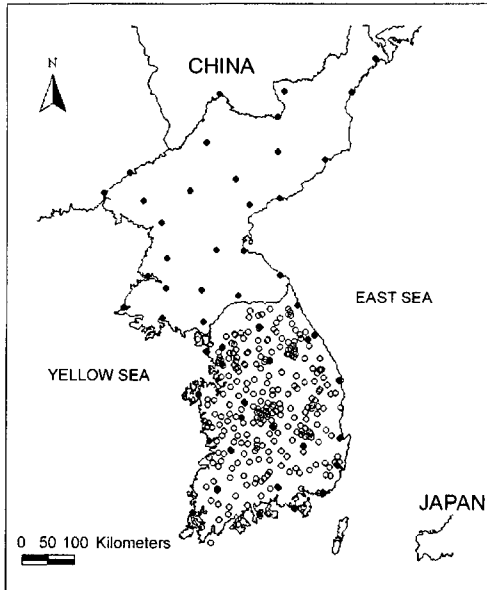 N
CHINA
EAST SEA
YELLOW SEA
JAPAN
0 50 100 Kilometers